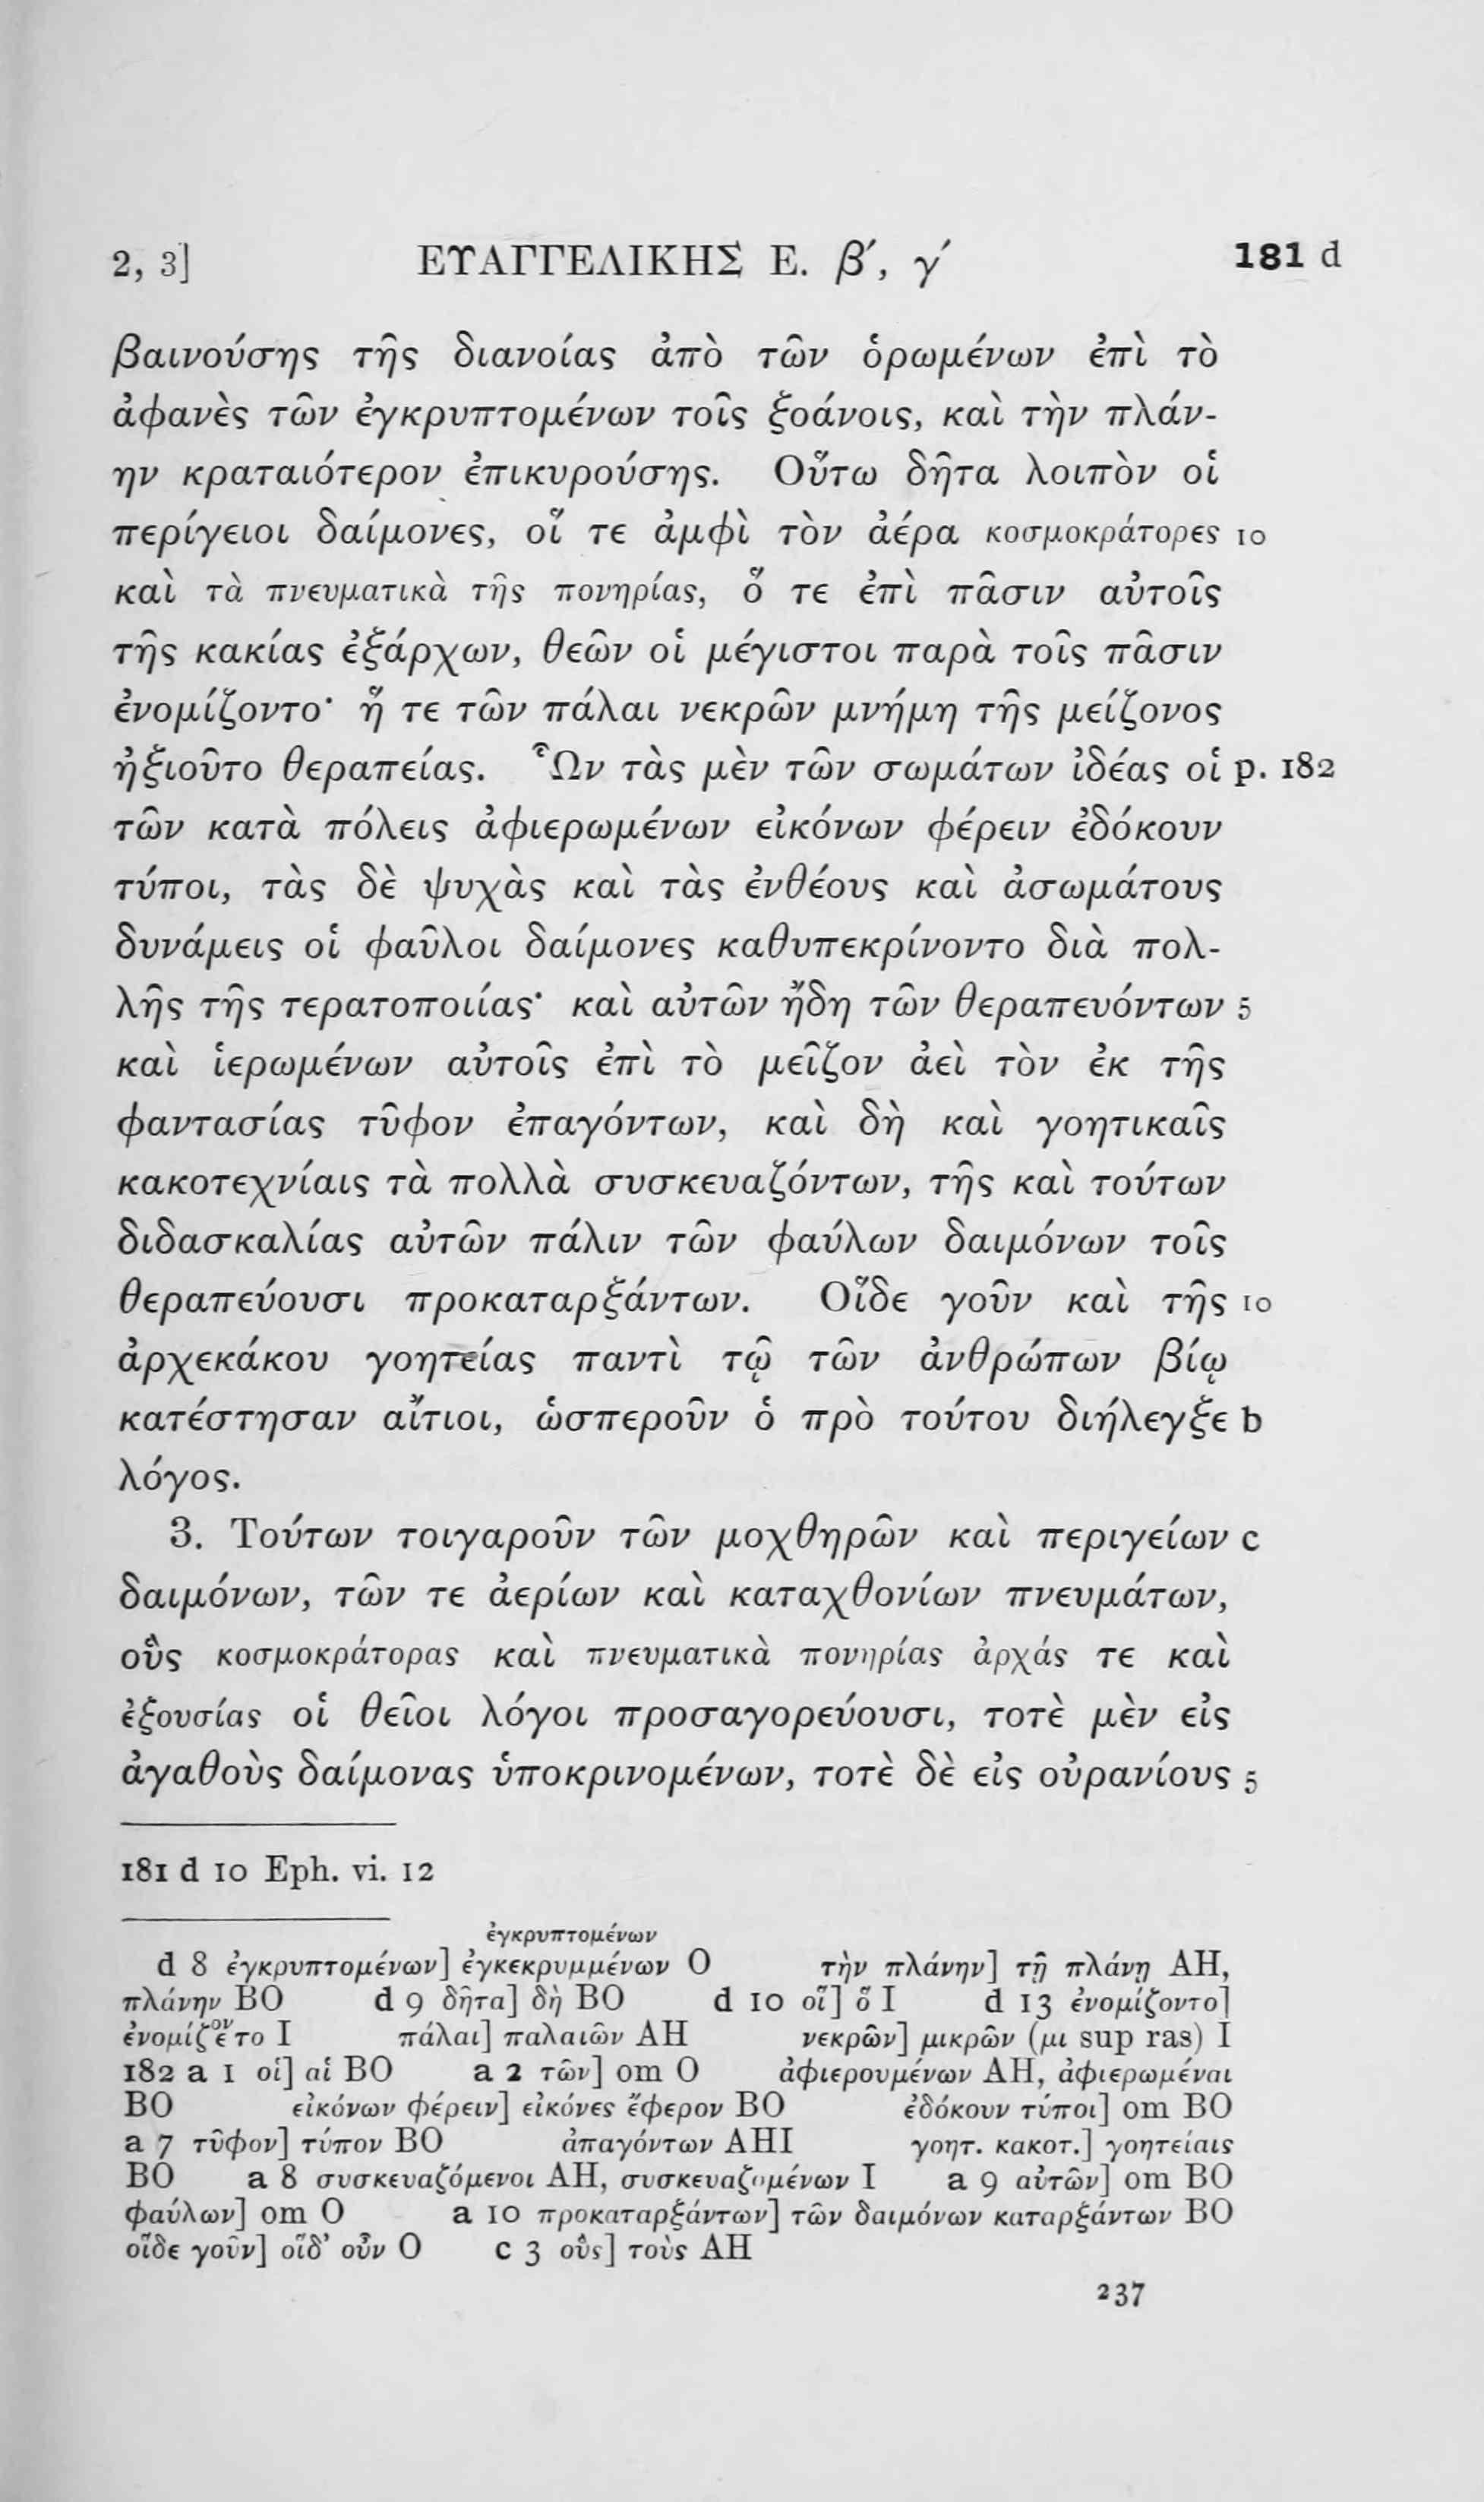 2, 3] ΕΥΑΓΓΕΛΙΚΗΣ Ε. β′, γ′ 181 d
βαινούσης τῆς διανοίας ἀπὸ τῶν ὁρωμένων ἐπὶ τὸ
ἀφανὲς τῶν ἐγκρυπτομένων τοῖς ξοάνοις, καὶ τὴν πλάν-
ην κραταιότερον ἐπικυρούσης. Οὕτω δῆτα λοιπὸν οἱ
περίγειοι δαίμονες, οἵ τε ἀμφὶ τὸν ἀέρα κοσμοκράτορες 10
καὶ τὰ πνευματικὰ τῆς πονηρίας, ὅ τε ἐπὶ πᾶσιν αὐτοῖς
τῆς κακίας ἐξάρχων, θεῶν οἱ μέγιστοι παρὰ τοῖς πᾶσιν
ἐνομίζοντο· ἥ τε τῶν πάλαι νεκρῶν μνήμη τῆς μείζονος
ἠξιοῦτο θεραπείας. Ὧν τὰς μὲν τῶν σωμάτων ἰδέας οἱ p. 182
τῶν κατὰ πόλεις ἀφιερωμένων εἰκόνων φέρειν ἐδόκουν
τύποι, τὰς δὲ ψυχὰς καὶ τὰς ἐνθέους καὶ ἀσωμάτους
δυνάμεις οἱ φαῦλοι δαίμονες καθυπεκρίνοντο διὰ πολ-
λῆς τῆς τερατοποιίας· καὶ αὐτῶν ἤδη τῶν θεραπευόντων 5
καὶ ἱερωμένων αὐτοῖς ἐπὶ τὸ μεῖζον ἀεὶ τὸν ἐκ τῆς
φαντασίας τῦφον ἐπαγόντων, καὶ δὴ καὶ γοητικαῖς
κακοτεχνίαις τὰ πολλὰ συσκευαζόντων, τῆς καὶ τούτων
διδασκαλίας αὐτῶν πάλιν τῶν φαύλων δαιμόνων τοῖς
θεραπεύουσι προκαταρξάντων. Οἵδε γοῦν καὶ τῆς 10
ἀρχεκάκου γοητείας παντὶ τῷ τῶν ἀνθρώπων βίῳ
κατέστησαν αἴτιοι, ὡσπεροῦν ὁ πρὸ τούτου διήλεγξε b
λόγος.
3. Τούτων τοιγαροῦν τῶν μοχθηρῶν καὶ περιγείων c
δαιμόνων, τῶν τε ἀερίων καὶ καταχθονίων πνευμάτων,
οὓς κοσμοκράτορας καὶ πνευματικὰ πονηρίας ἀρχάς τε καὶ
ἐξουσίας οἱ θεῖοι λόγοι προσαγορεύουσι, τοτὲ μὲν εἰς
ἀγαθοὺς δαίμονας ὑποκρινομένων, τοτὲ δὲ εἰς οὐρανίους 5
181 d 10 Eph. vi. 12
ἐγκρυπτομένων
d 8 ἐγκρυπτομένων] ἐγκεκρυμμένων O τὴν πλάνην] τῇ πλάνῃ AH,
πλάνην BO d 9 δῆτα] δὴ BO d 10 οἵ] ὅ I d 13 ἐνομίζοντο]
ἐνομίζετο I πάλαι] παλαιῶν AH νεκρῶν] μικρῶν (μι sup ras) I
182 a 1 οἱ] αἱ BO a 2 τῶν] om O ἀφιερουμένων AH, ἀφιερωμέναι
BO εἰκόνων φέρειν] εἰκόνες ἔφερον BO ἐδόκουν τύποι] om BO
a 7 τῦφον] τύπον BO ἀπαγόντων AHI γοητ. κακοτ.] γοητείαις
BO a 8 συσκευαζόμενοι AH, συσκευαζομένων I a 9 αὐτῶν] om BO
φαύλων] om O a 10 προκαταρξάντων] τῶν δαιμόνων καταρξάντων BO
οἵδε γοῦν] οἵδ’ οὖν O c 3 οὓς] τοὺς AH
237